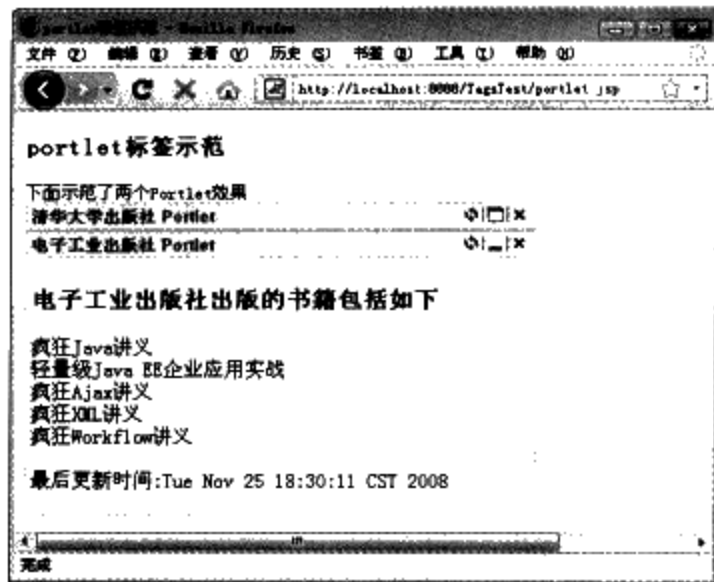 portlet标签示范 - Mozilla Firefox
文件 (F) 编辑 (E) 查看 (V) 历史 (S) 书签 (B) 工具 (T) 帮助 (H)
http://localhost:8888/TagsTest/portlet.jsp
portlet标签示范
下面示范了两个Portlet效果
清华大学出版社 Portlet
电子工业出版社 Portlet
电子工业出版社出版的书籍包括如下
疯狂Java讲义
轻量级Java EE企业应用实战
疯狂Ajax讲义
疯狂XML讲义
疯狂Workflow讲义
最后更新时间:Tue Nov 25 18:30:11 CST 2008
完成